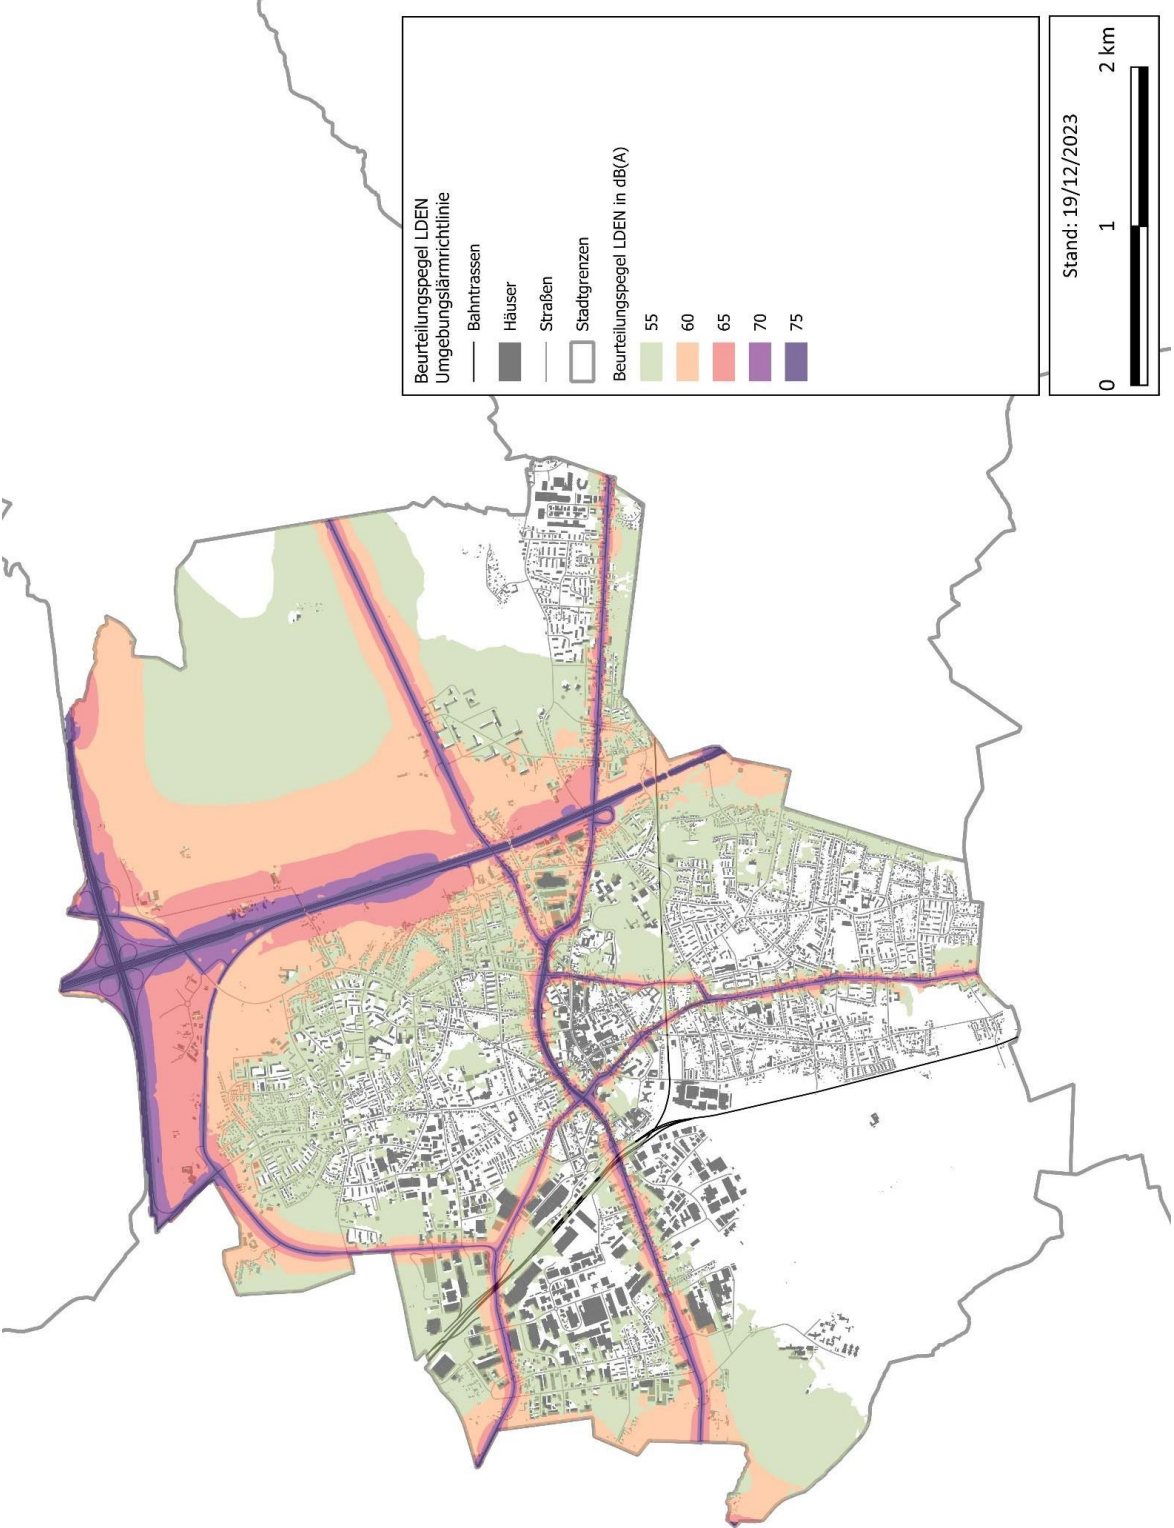 Beurteilungspegel LDEN
Umgebungslärmrichtlinie
Bahntrassen
Häuser
Straßen
Stadtgrenzen
Beurteilungspegel LDEN in dB(A)
55
60
65
70
75
Stand: 19/12/2023
0 1 2 km